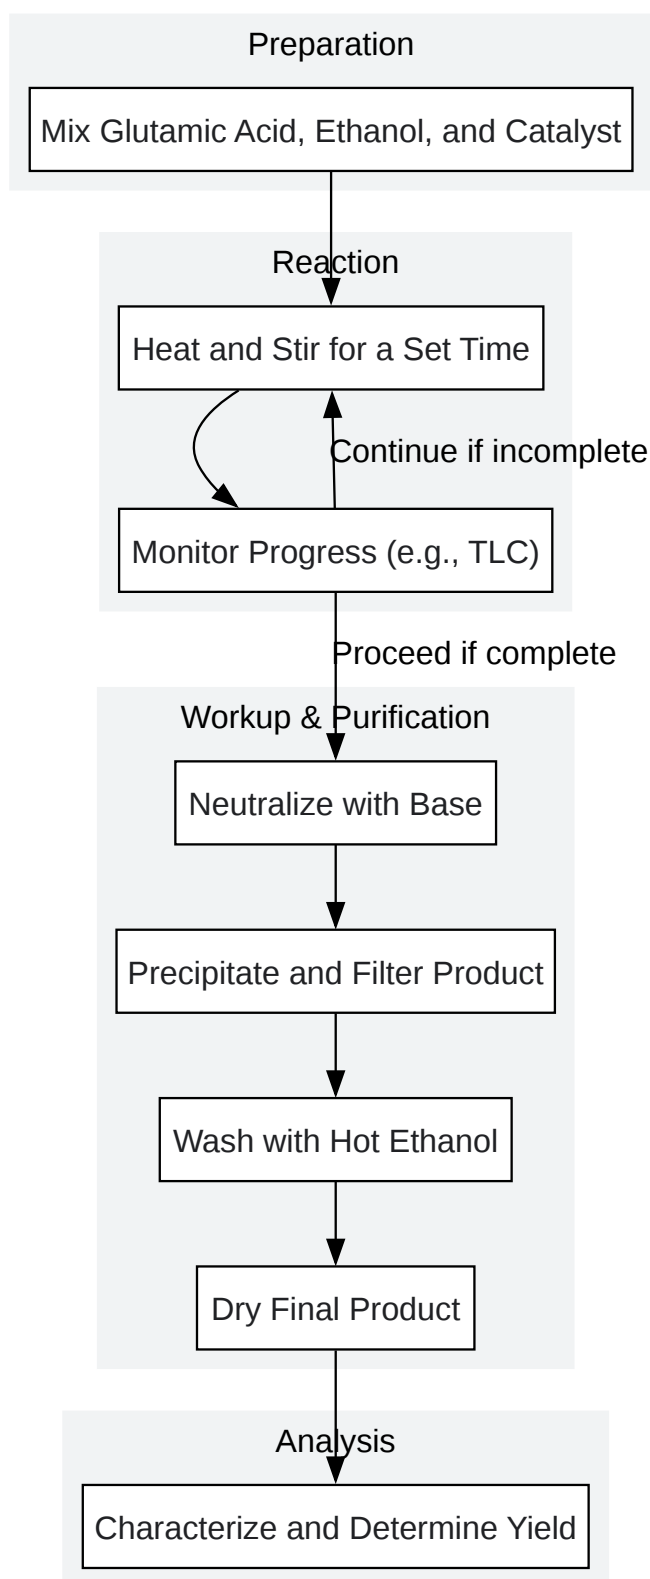 Preparation
Mix Glutamic Acid, Ethanol, and Catalyst
Reaction
Heat and Stir for a Set Time
Continue if incomplete
Monitor Progress (e.g., TLC)
Proceed if complete
Workup & Purification
Neutralize with Base
Precipitate and Filter Product
Wash with Hot Ethanol
Dry Final Product
Analysis
Characterize and Determine Yield